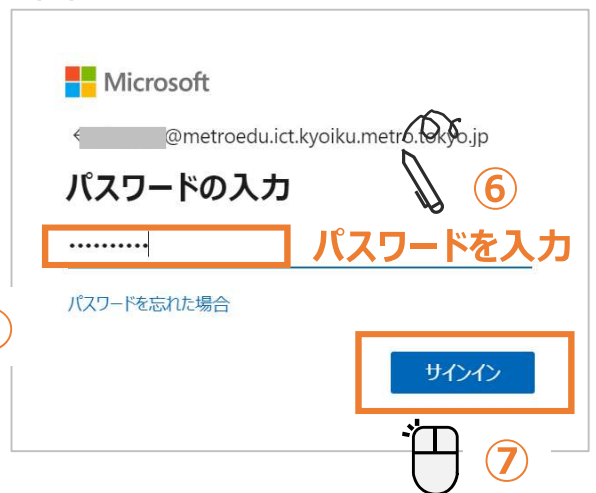 Microsoft
@metroedu.ict.kyoiku.metro.tokyo.jp
パスワードの入力
⑥
••••••••••
パスワードを入力
パスワードを忘れた場合
サインイン
⑦